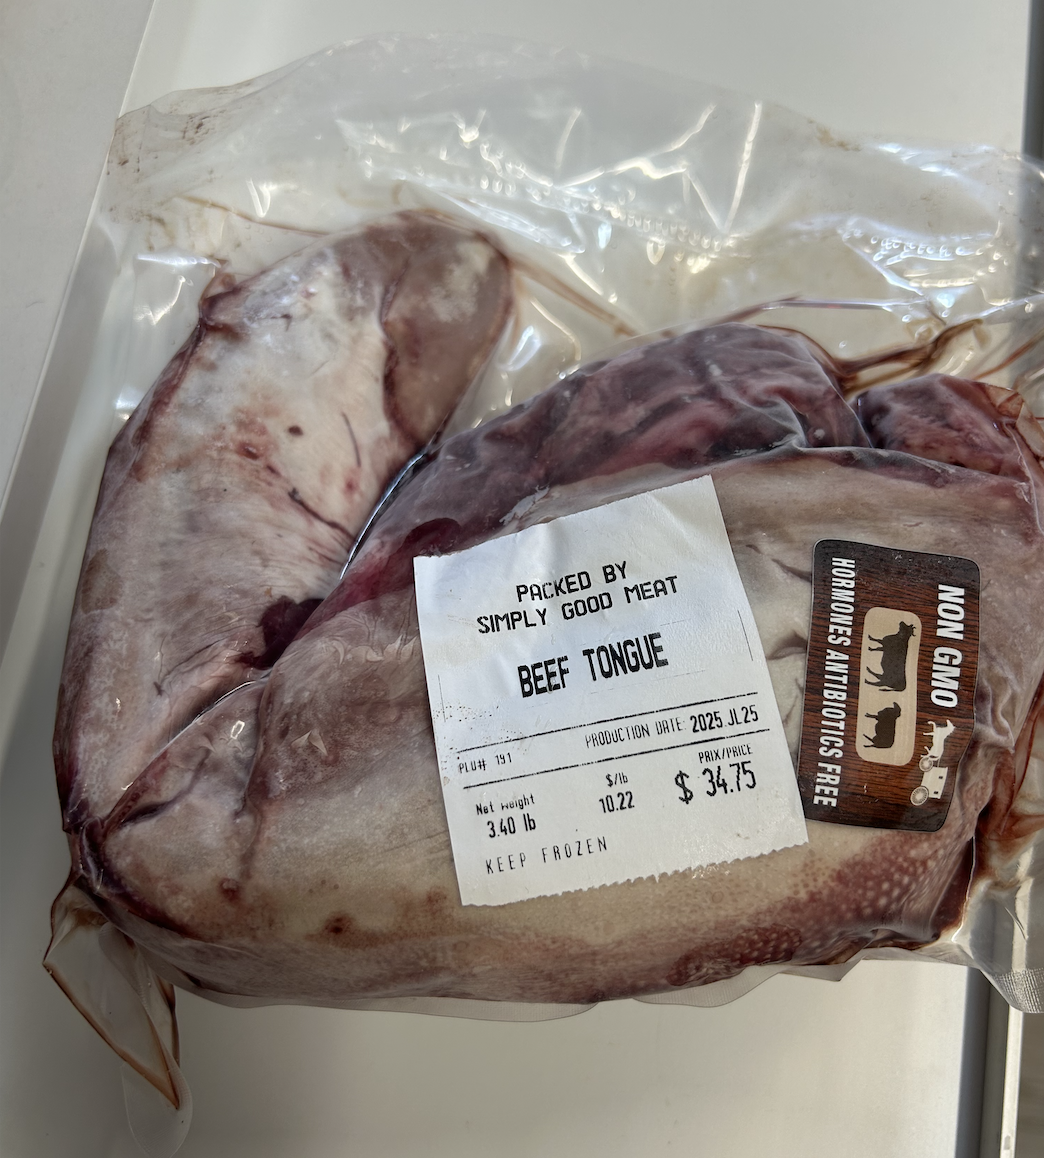 PACKED BY
SIMPLY GOOD MEAT
BEEF TONGUE
PLU# 191
PRODUCTION DATE: 2025.JL25
Net weight
3.40 lb
$/lb
10.22
PRIX/PRICE
$ 34.75
KEEP FROZEN
NON GMO
HORMONES ANTIBIOTICS FREE